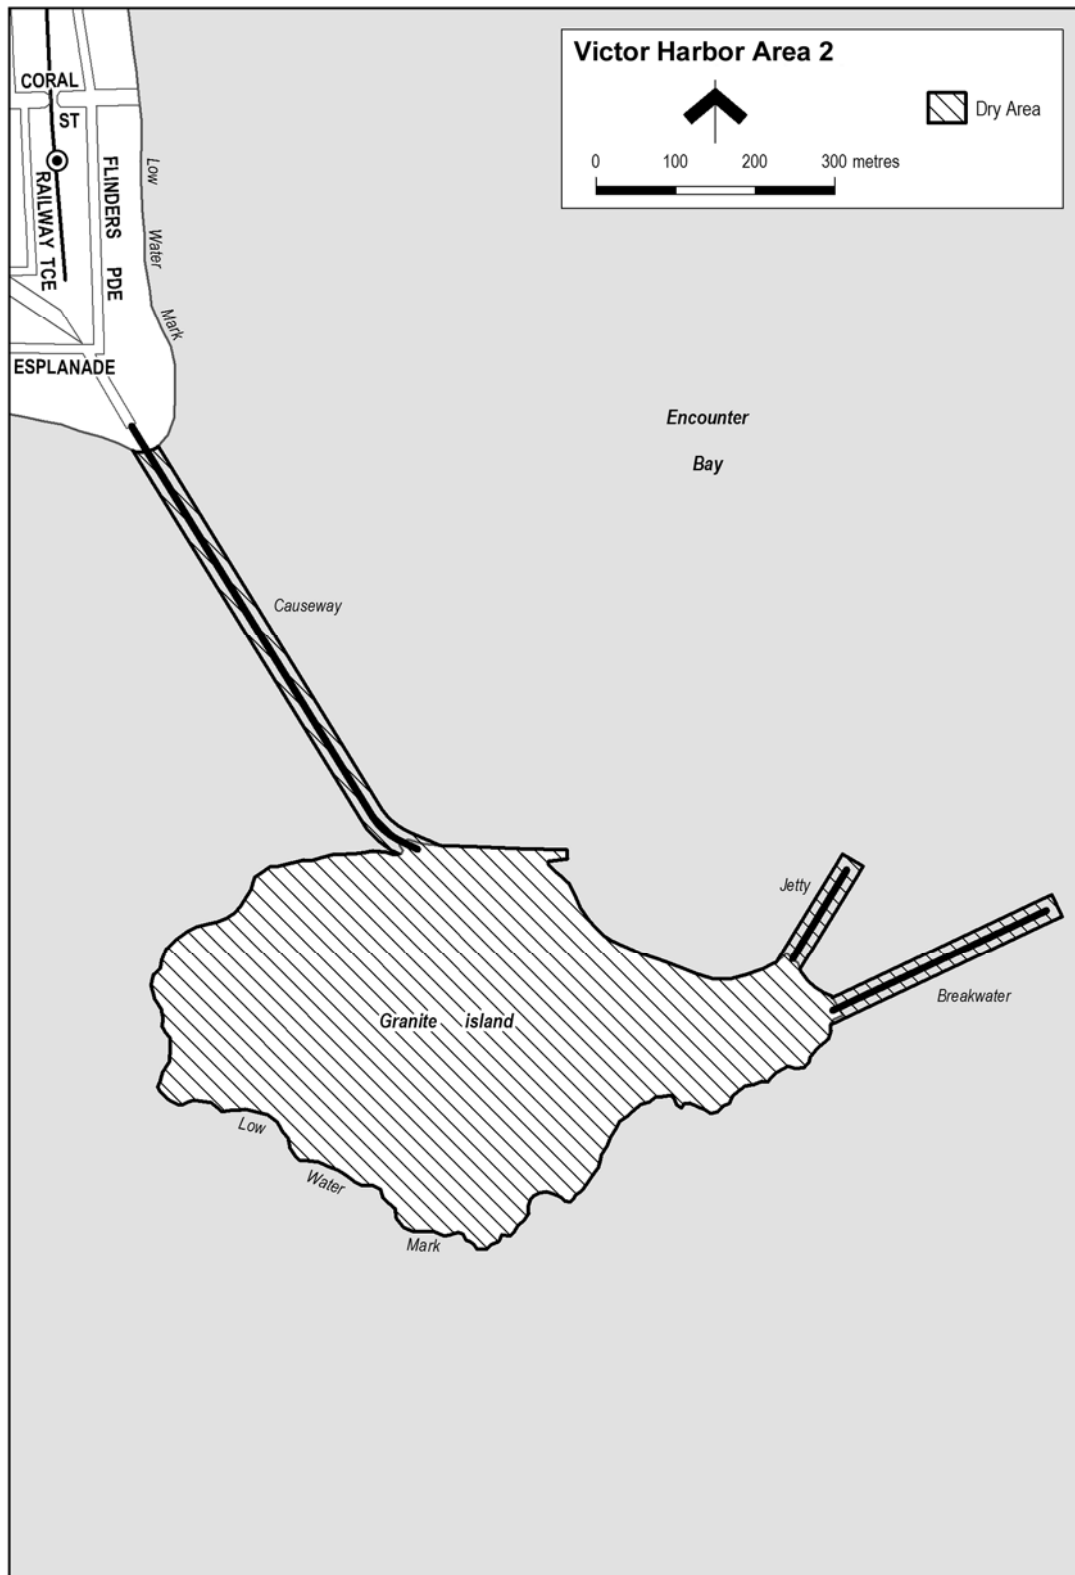 Victor Harbor Area 2
Dry Area
0 100 200 300 metres
CORAL
ST
RAILWAY TCE
FLINDERS PDE
Low Water Mark
ESPLANADE
Encounter
Bay
Causeway
Jetty
Breakwater
Granite island
Low
Water
Mark